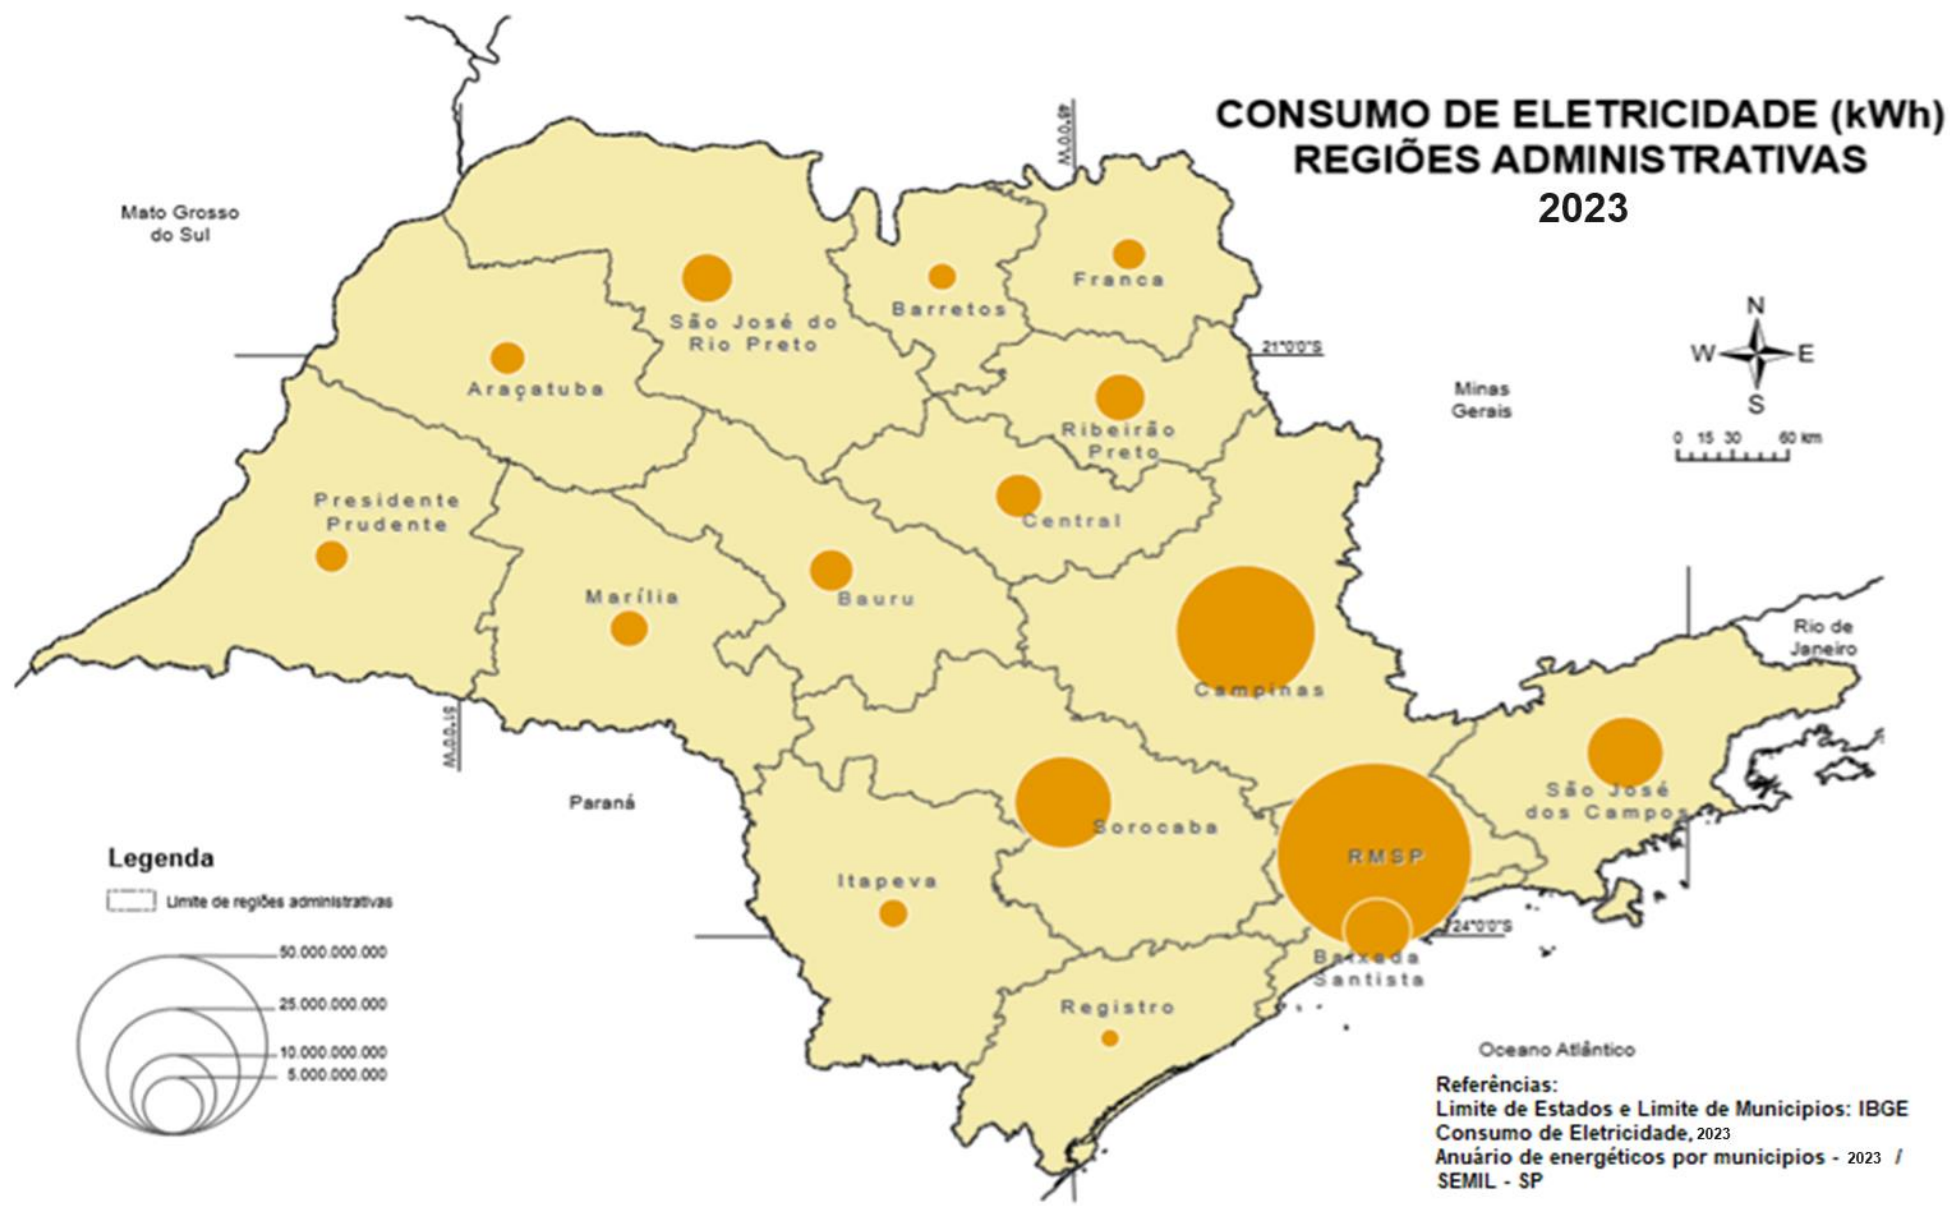 CONSUMO DE ELETRICIDADE (kWh)
REGIÕES ADMINISTRATIVAS
2023
48°0'0"W
Mato Grosso
do Sul
Franca
Barretos
São José do
Rio Preto
21°0'0"S
Araçatuba
Minas
Gerais
N
W
E
S
0 15 30 60 km
Ribeirão
Preto
Presidente
Prudente
Central
Marília
Bauru
Rio de
Janeiro
Campinas
51°0'0"W
São José
dos Campos
Paraná
Sorocaba
RMSP
Itapeva
24°0'0"S
Baixada
Santista
Registro
Legenda
Limite de regiões administrativas
50.000.000.000
25.000.000.000
10.000.000.000
5.000.000.000
Oceano Atlântico
Referências:
Limite de Estados e Limite de Municipios: IBGE
Consumo de Eletricidade, 2023
Anuário de energéticos por municipios - 2023 /
SEMIL - SP